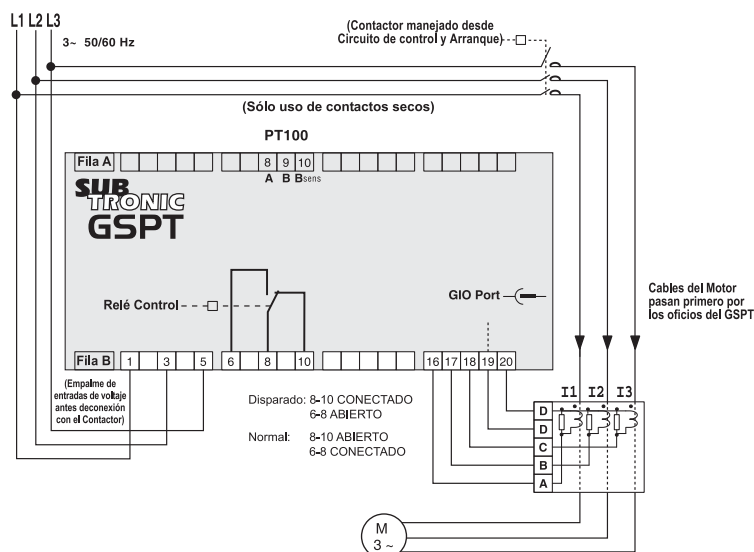 L1 L2 L3
3~ 50/60 Hz
(Contactor manejado desde
Circuito de control y Arranque)
(Sólo uso de contactos secos)
PT100
Fila A
8 9 10
A B Bsens
SUB
TRONIC
GSPT
Relé Control
GIO Port
Cables del Motor
pasan primero por
los oficios del GSPT
Fila B
1 3 5 6 8 10 16 17 18 19 20
(Empalme de
entradas de voltaje
antes deconexión
con el Contactor)
Disparado: 8-10 CONECTADO
6-8 ABIERTO
Normal: 8-10 ABIERTO
6-8 CONECTADO
I1 I2 I3
D
D
C
B
A
M
3 ~